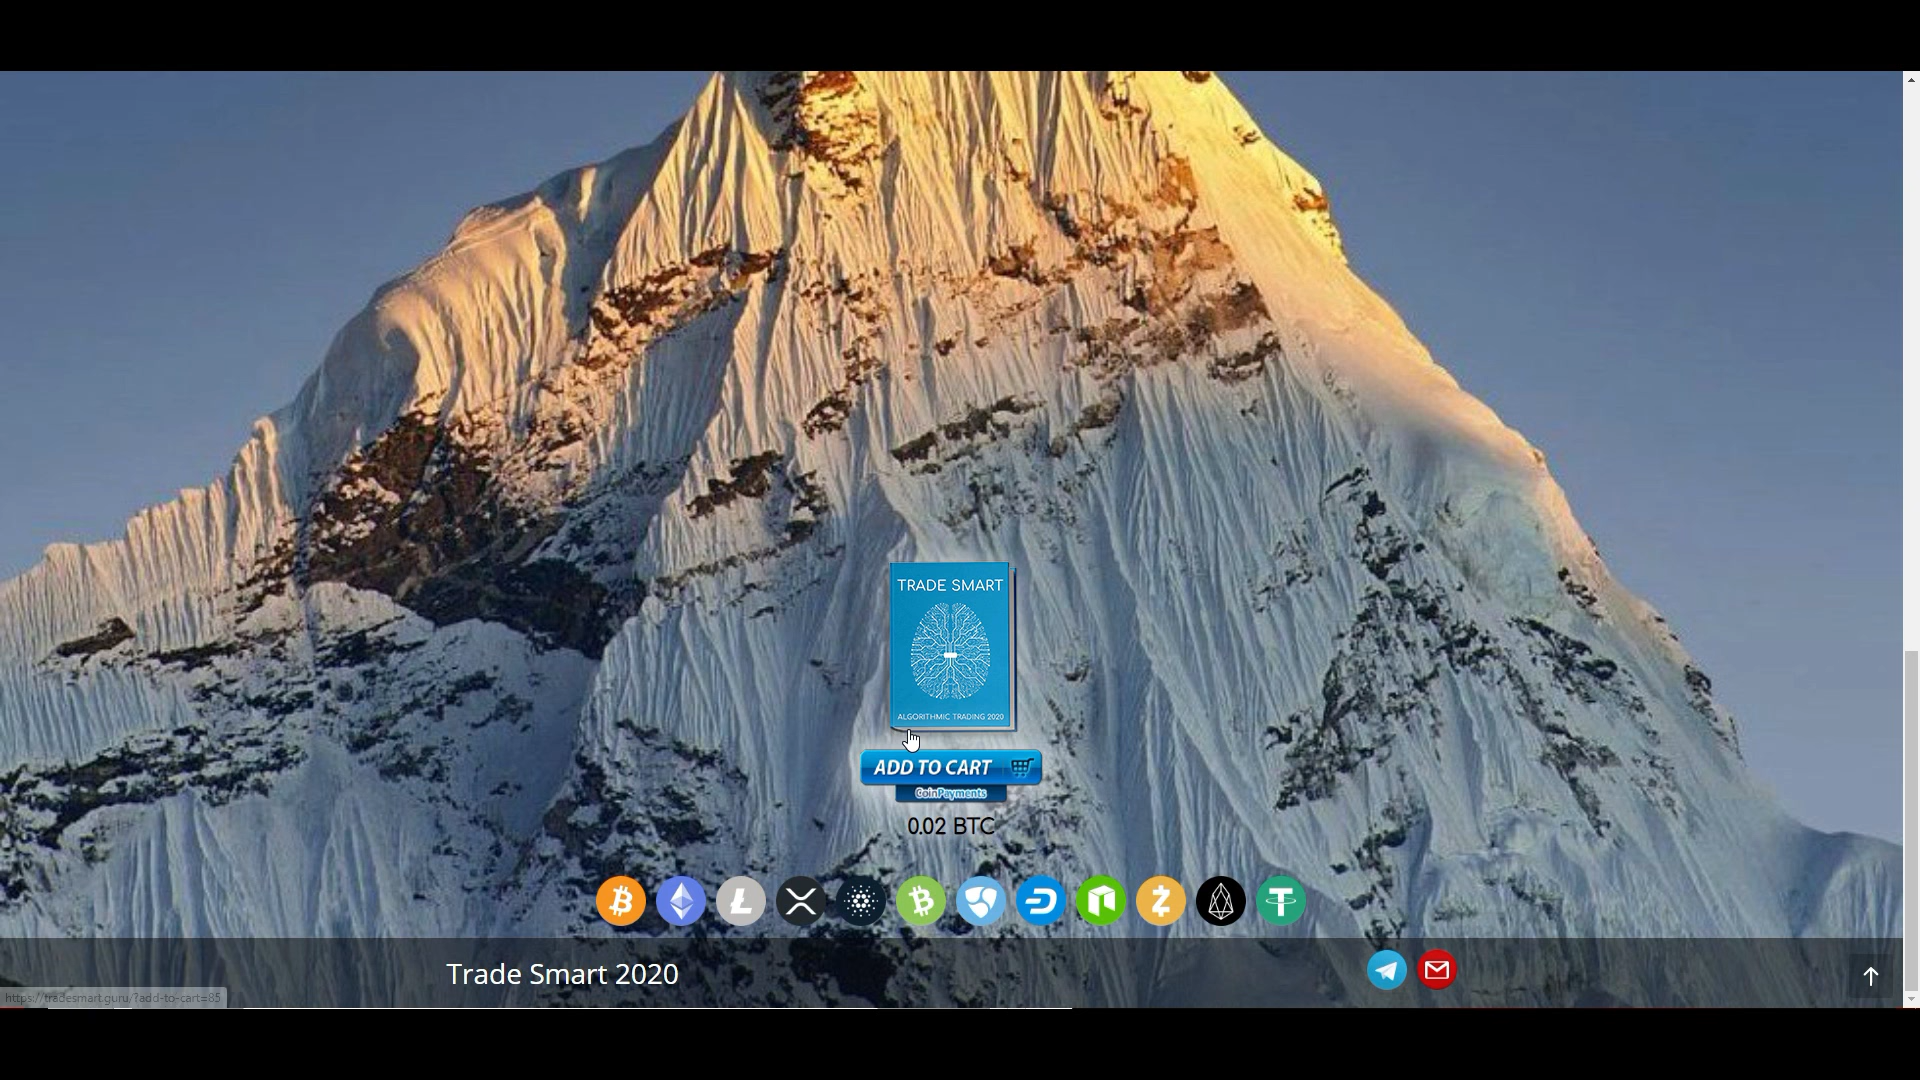 TRADE SMART
ALGORITHMIC TRADING 2020
ADD TO CART
CoinPayments
0.02 BTC
Trade Smart 2020
https://tradesmart.guru/?add-to-cart=85